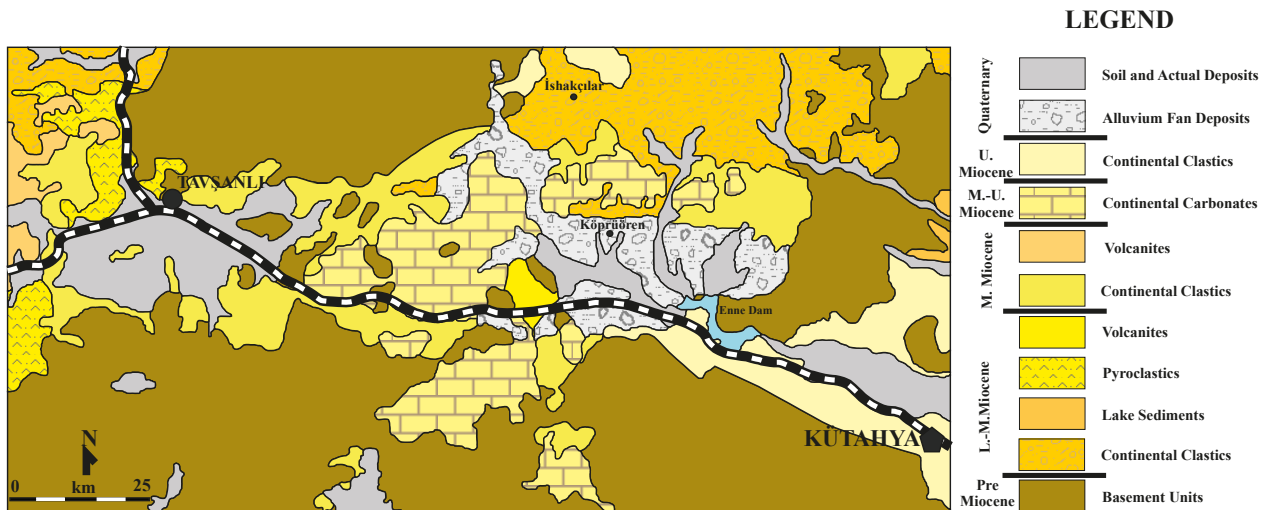 LEGEND
İshakçılar
TAVŞANLI
Köprüören
Enne Dam
KÜTAHYA
N
0 km 25
Quaternary
Soil and Actual Deposits
Alluvium Fan Deposits
U.
Miocene
Continental Clastics
M.-U.
Miocene
Continental Carbonates
M. Miocene
Volcanites
Continental Clastics
L.-M.Miocene
Volcanites
Pyroclastics
Lake Sediments
Continental Clastics
Pre
Miocene
Basement Units